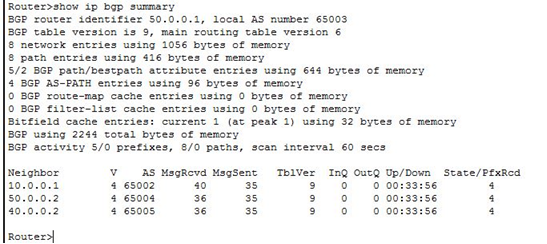 Router>show ip bgp summary
BGP router identifier 50.0.0.1, local AS number 65003
BGP table version is 9, main routing table version 6
8 network entries using 1056 bytes of memory
8 path entries using 416 bytes of memory
5/2 BGP path/bestpath attribute entries using 644 bytes of memory
4 BGP AS-PATH entries using 96 bytes of memory
0 BGP route-map cache entries using 0 bytes of memory
0 BGP filter-list cache entries using 0 bytes of memory
Bitfield cache entries: current 1 (at peak 1) using 32 bytes of memory
BGP using 2244 total bytes of memory
BGP activity 5/0 prefixes, 8/0 paths, scan interval 60 secs
Neighbor V AS MsgRcvd MsgSent TblVer InQ OutQ Up/Down State/PfxRcd
10.0.0.1 4 65002 40 35 9 0 0 00:33:56 4
50.0.0.2 4 65004 36 35 9 0 0 00:33:56 4
40.0.0.2 4 65005 36 35 9 0 0 00:33:56 4
Router>